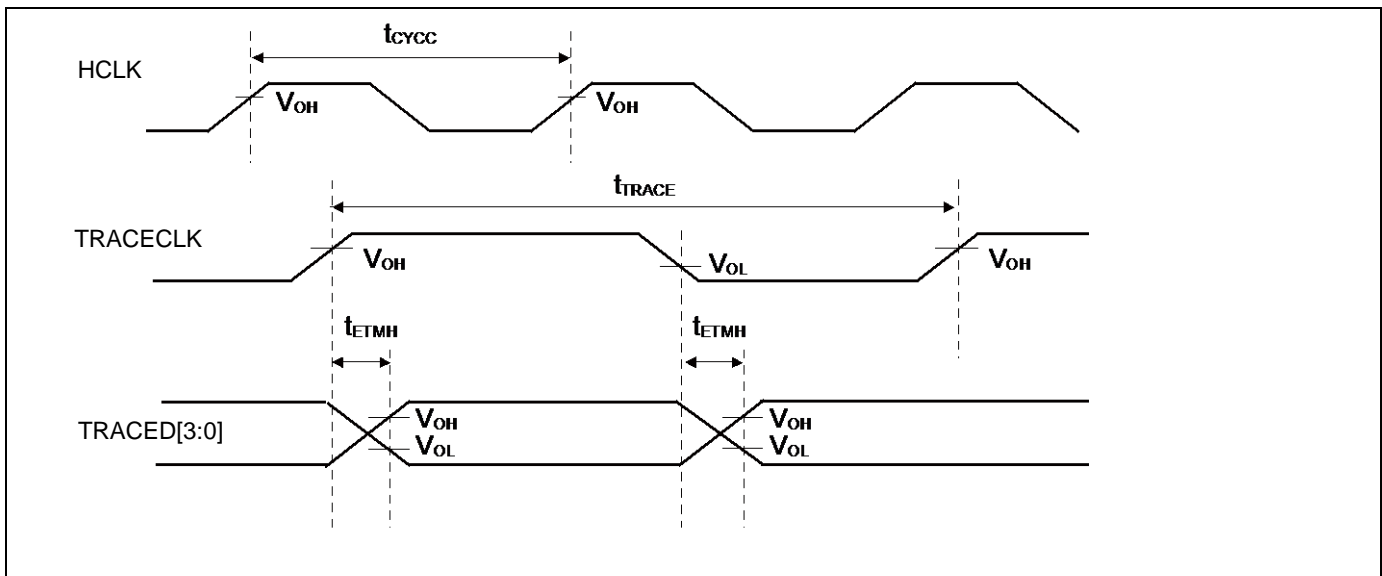 tCYCC
HCLK
VOH
VOH
tTRACE
TRACECLK
VOH
VOL
VOH
tETMH
tETMH
TRACED[3:0]
VOH
VOL
VOH
VOL